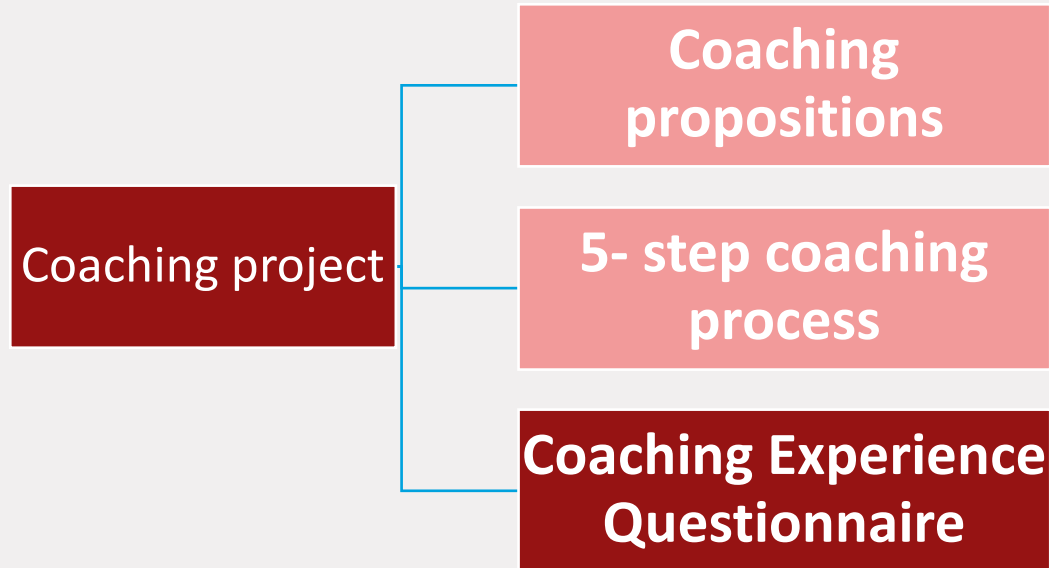 Coaching
propositions
Coaching project
5- step coaching
process
Coaching Experience
Questionnaire